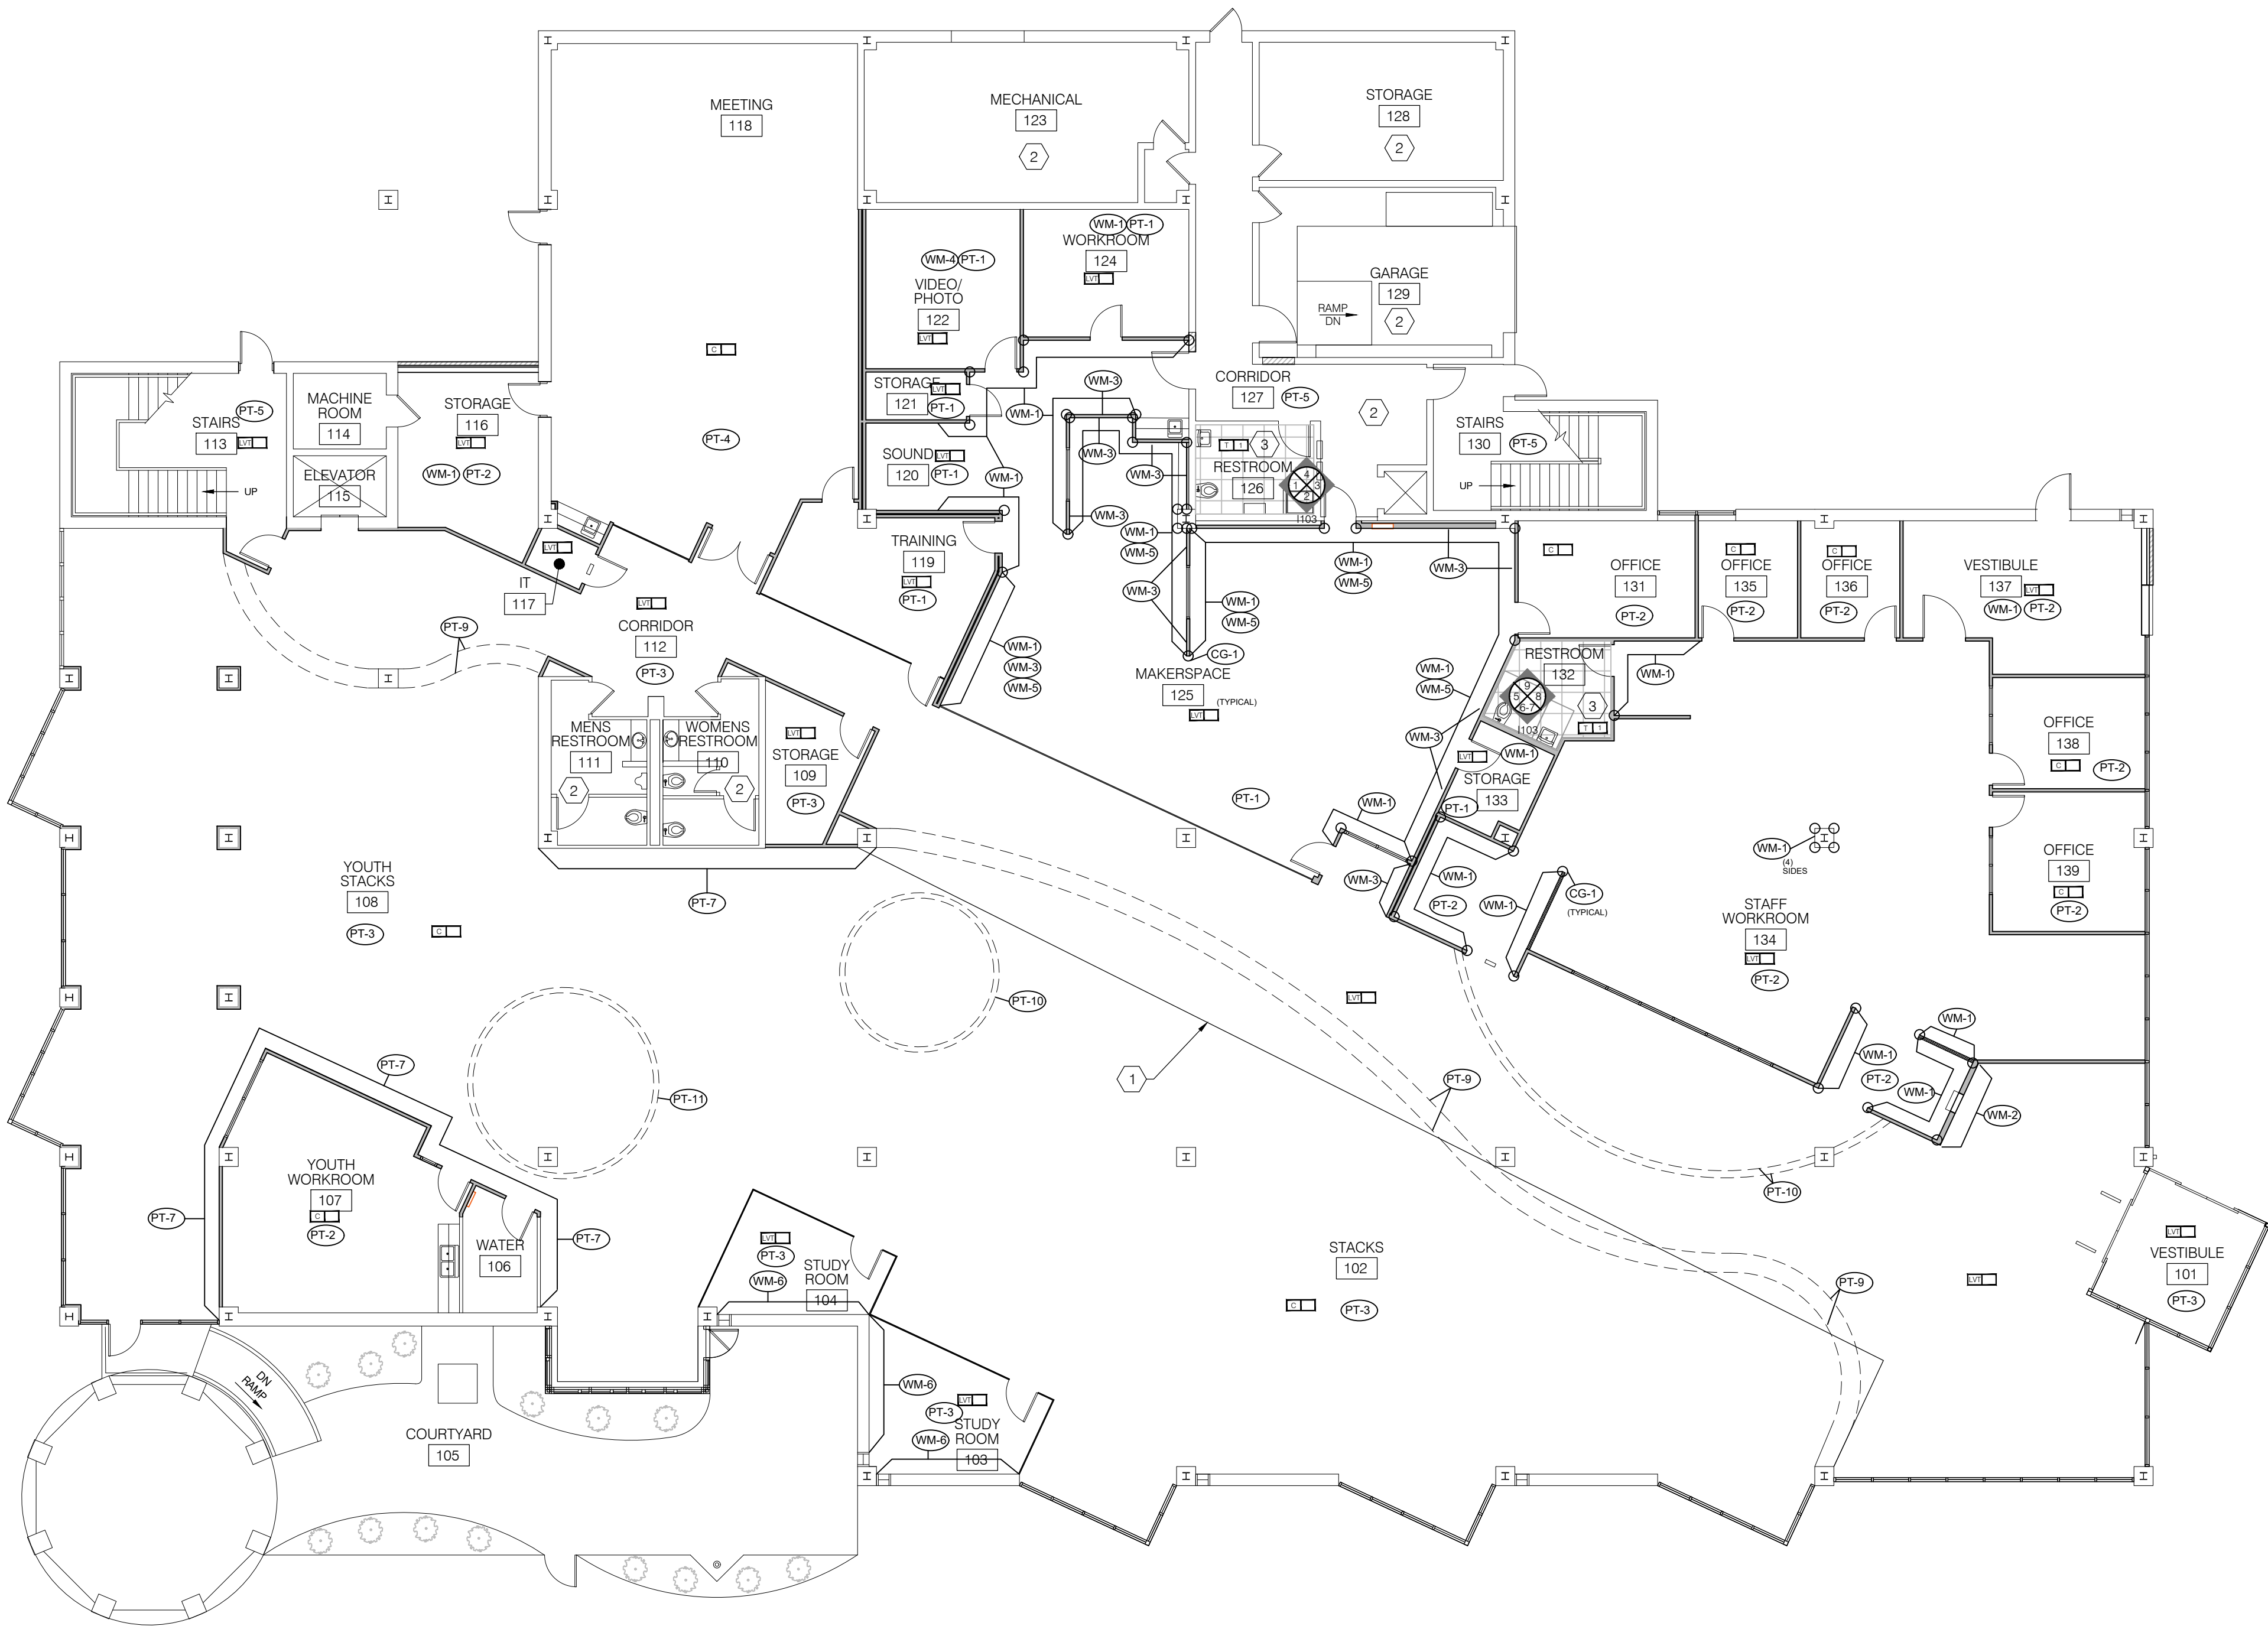 MEETING
118
C
PT-4
MECHANICAL
123
2
STORAGE
128
2
WM-1 PT-1
WORKROOM
124
LVT
WM-4 PT-1
VIDEO/
PHOTO
122
LVT
GARAGE
129
2
RAMP
DN
STAIRS
113
PT-5
LVT
UP
MACHINE
ROOM
114
ELEVATOR
115
STORAGE
116
LVT
WM-1 PT-2
STORAGE
121
LVT
PT-1
SOUND
120
LVT
PT-1
WM-1
WM-1
WM-3
WM-3
WM-3
WM-3
CORRIDOR
127
PT-5
2
T 1
3
RESTROOM
126
4
1 3
2
I103
STAIRS
130
PT-5
UP
TRAINING
119
LVT
PT-1
WM-1
WM-5
WM-3
WM-1
WM-5
WM-1
WM-5
WM-3
CG-1
MAKERSPACE
125
(TYPICAL)
LVT
PT-1
WM-1
WM-3
WM-5
LVT
IT
117
LVT
CORRIDOR
112
PT-3
PT-9
C
OFFICE
131
PT-2
C
OFFICE
135
PT-2
C
OFFICE
136
PT-2
VESTIBULE
137
LVT
WM-1 PT-2
RESTROOM
132
9
5 8
6-7
I103
3
T 1
WM-1
WM-1
WM-5
WM-3
LVT
WM-1
STORAGE
133
PT-1
OFFICE
138
C
PT-2
OFFICE
139
C
PT-2
MENS
RESTROOM
111
2
WOMENS
RESTROOM
110
2
LVT
STORAGE
109
PT-3
PT-7
WM-1
WM-3
WM-1
PT-2
WM-1
CG-1
(TYPICAL)
WM-1
(4)
SIDES
STAFF
WORKROOM
134
LVT
PT-2
YOUTH
STACKS
108
PT-3
C
PT-10
PT-11
LVT
1
PT-9
WM-1
WM-1
PT-2
WM-1
WM-2
PT-10
PT-7
YOUTH
WORKROOM
107
C
PT-2
PT-7
PT-7
WATER
106
LVT
PT-3
STUDY
ROOM
104
WM-6
STACKS
102
C
PT-3
PT-9
LVT
LVT
VESTIBULE
101
PT-3
WM-6
LVT
PT-3
STUDY
ROOM
103
WM-6
DN
RAMP
COURTYARD
105